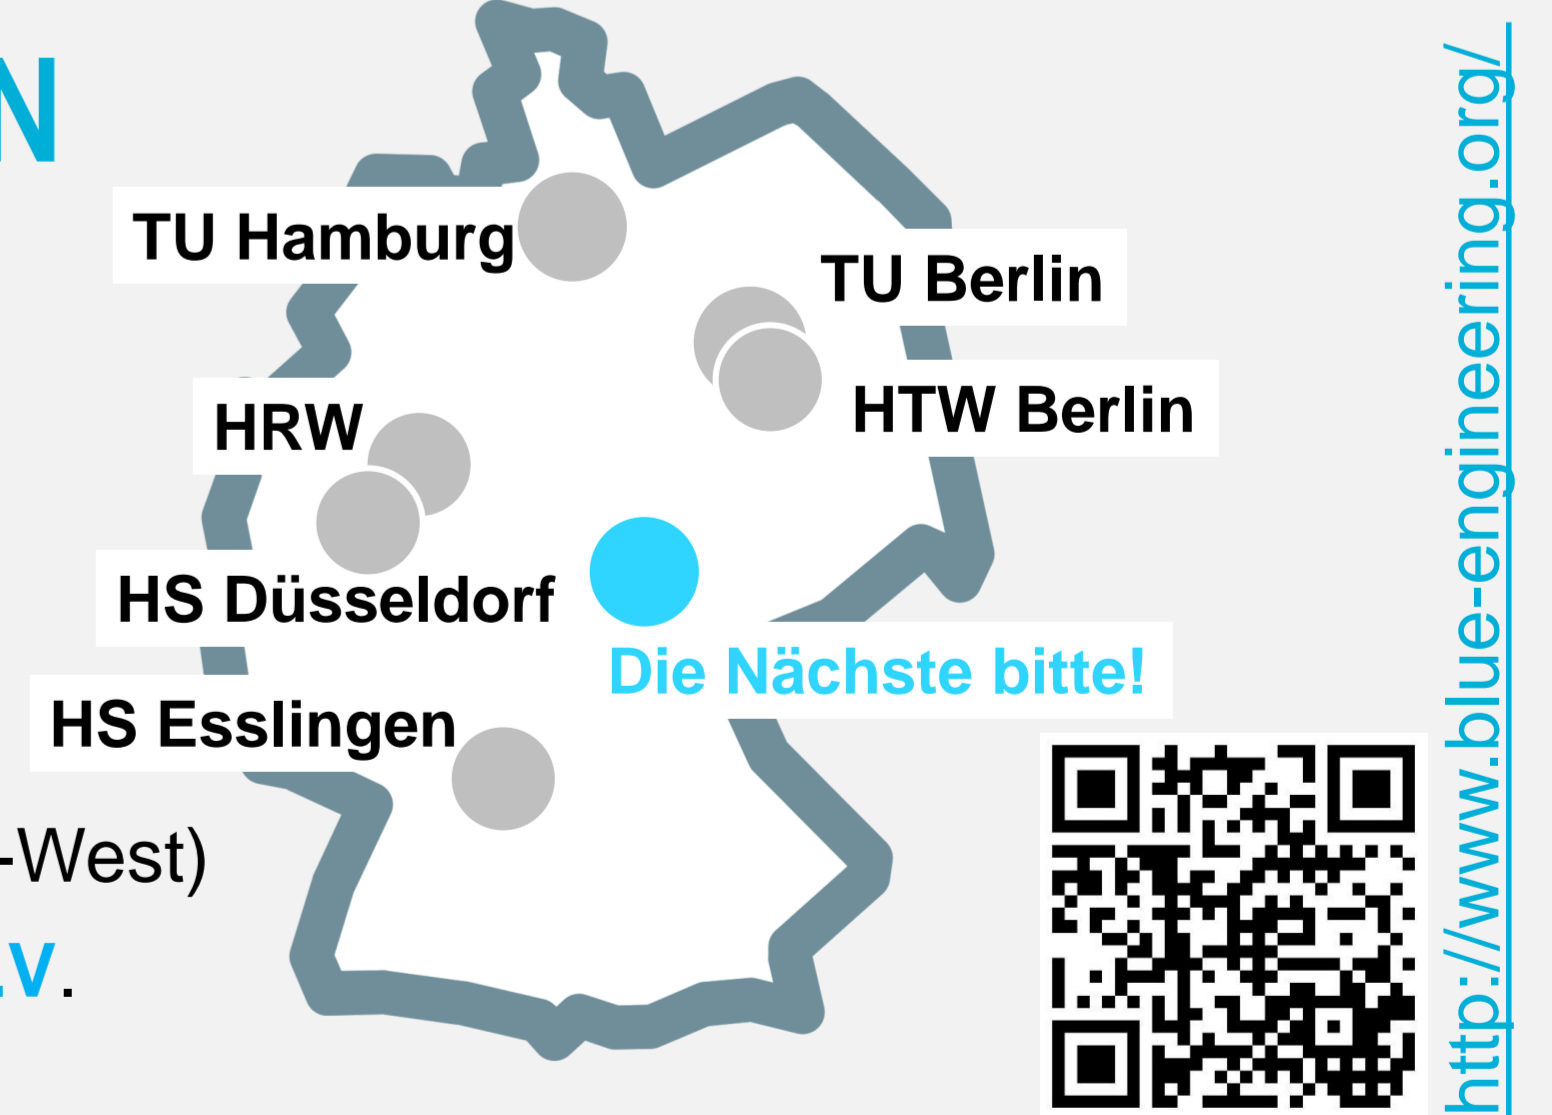 N
TU Hamburg
TU Berlin
HRW
HTW Berlin
HS Düsseldorf
Die Nächste bitte!
HS Esslingen
-West)
.V.
http://www.blue-engineering.org/